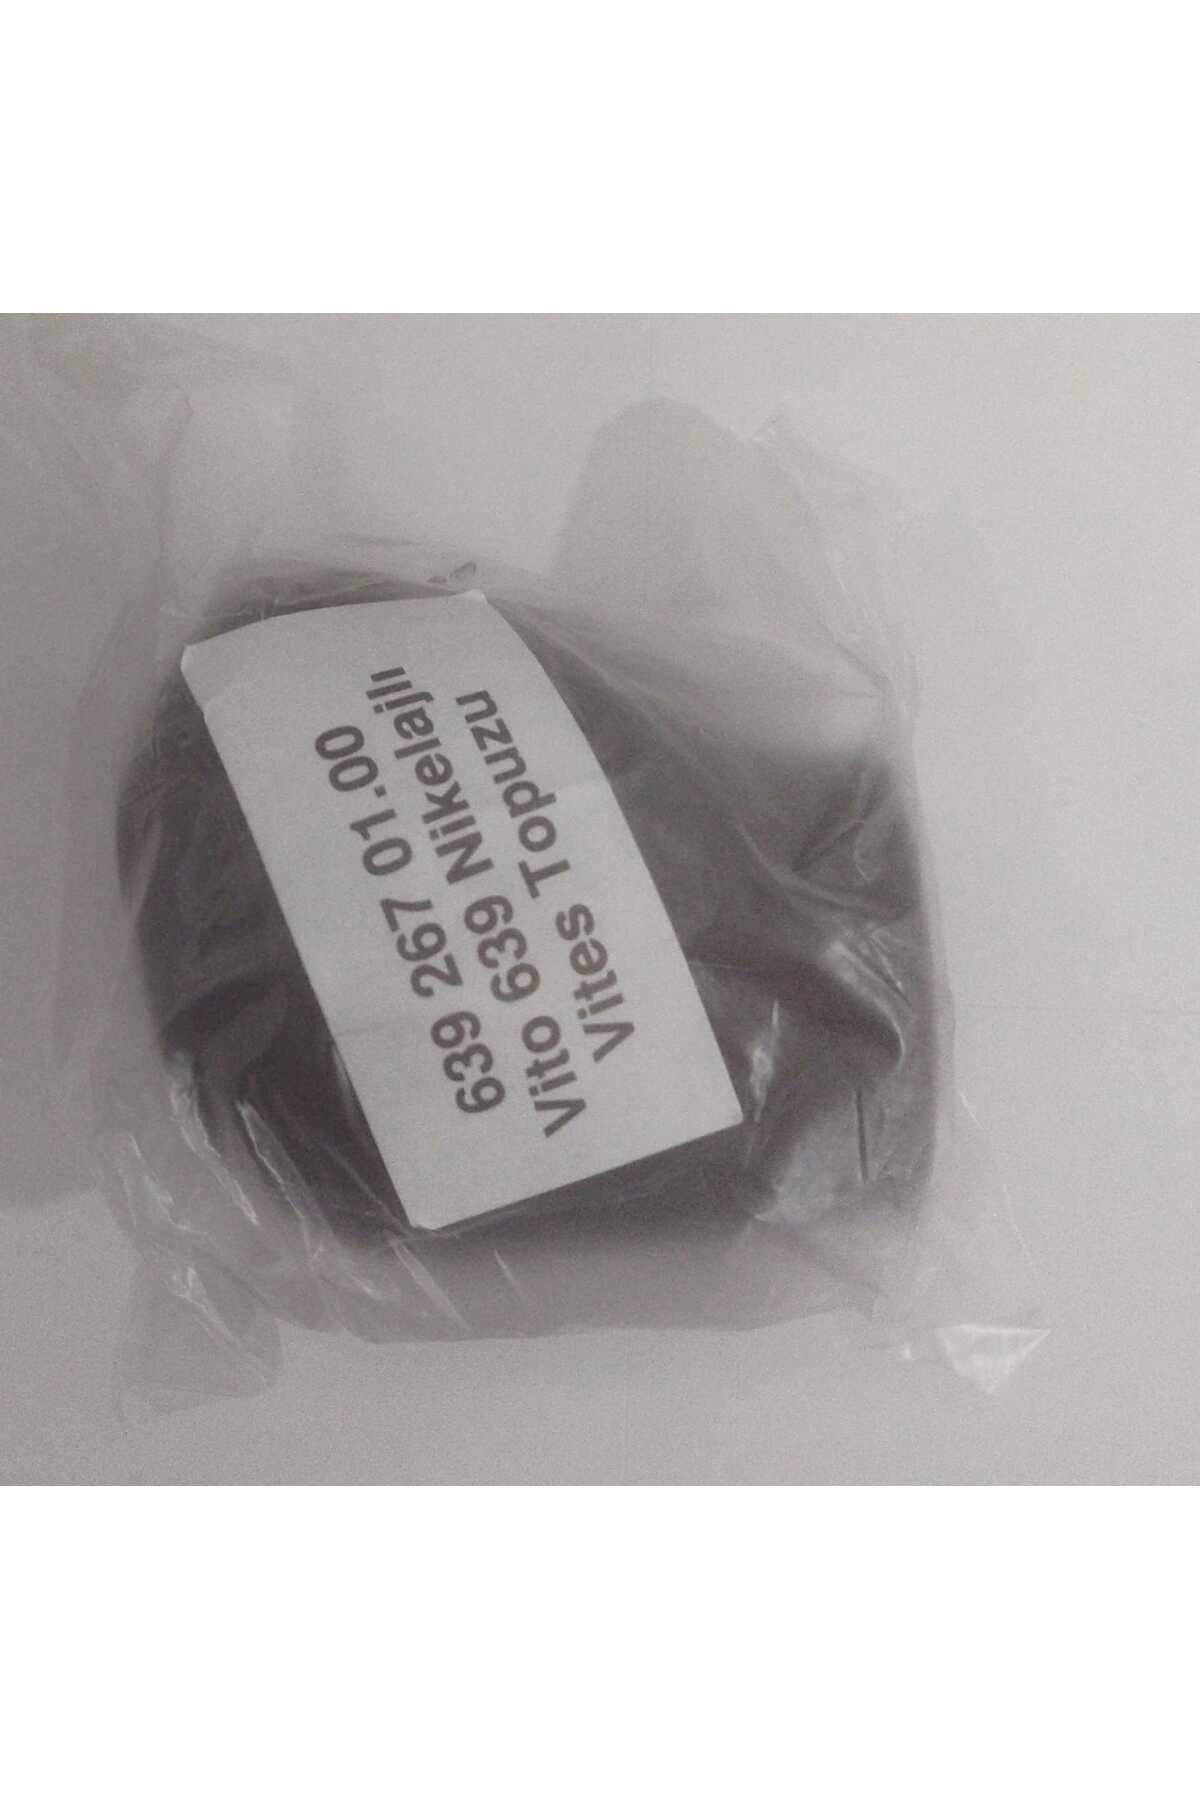 639 267 01.00
Vito 639 Nikelajlı
Vites Topuzu